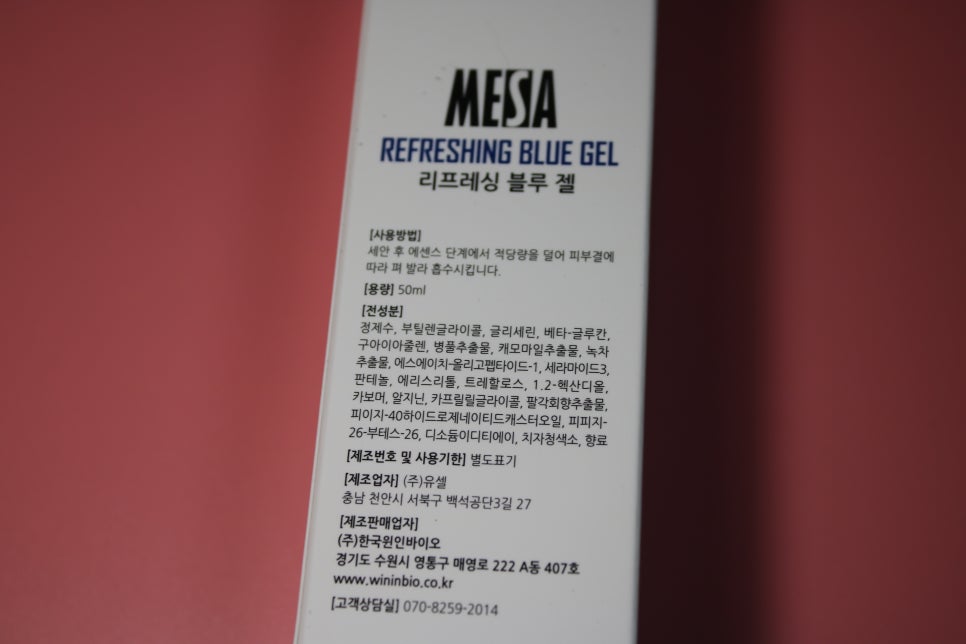 MESA
REFRESHING BLUE GEL
리프레싱 블루 젤
[사용방법]
세안 후 에센스 단계에서 적당량을 덜어 피부결에
따라 펴 발라 흡수시킵니다.
[용량] 50ml
[전성분]
정제수, 부틸렌글라이콜, 글리세린, 베타-글루칸,
구아이아줄렌, 병풀추출물, 캐모마일추출물, 녹차
추출물, 에스에이치-올리고펩타이드-1, 세라마이드3,
판테놀, 에리스리톨, 트레할로스, 1.2-헥산디올,
카보머, 알지닌, 카프릴릴글라이콜, 팔각회향추출물,
피이지-40하이드로제네이티드캐스터오일, 피피지-
26-부테스-26, 디소듐이디티에이, 치자청색소, 향료
[제조번호 및 사용기한] 별도표기
[제조업자] (주)유셀
충남 천안시 서북구 백석공단3길 27
[제조판매업자]
(주)한국윈인바이오
경기도 수원시 영통구 매영로 222 A동 407호
www.wininbio.co.kr
[고객상담실] 070-8259-2014